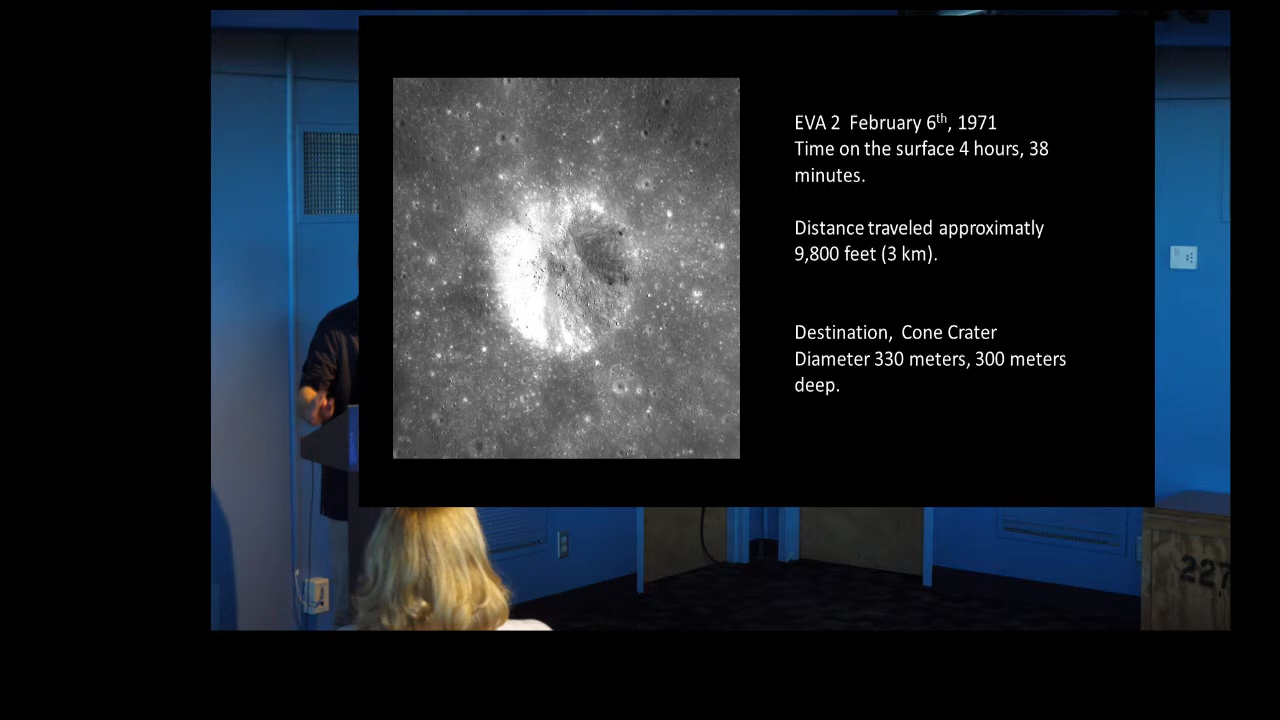 EVA 2 February 6th, 1971
Time on the surface 4 hours, 38
minutes.
Distance traveled approximatly
9,800 feet (3 km).
Destination, Cone Crater
Diameter 330 meters, 300 meters
deep.
227